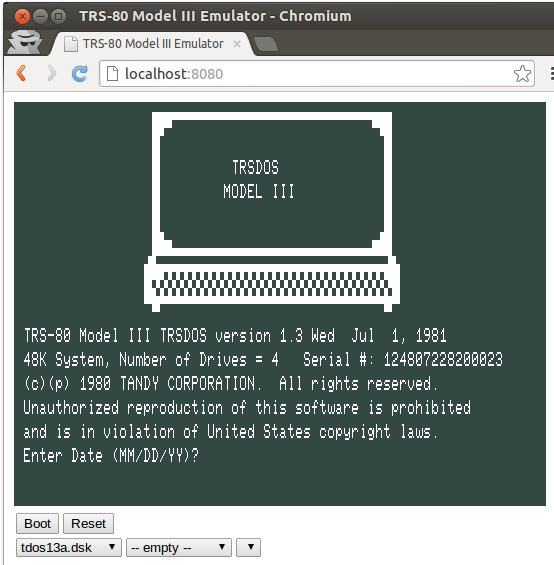 TRS-80 Model III Emulator - Chromium
TRS-80 Model III Emulator
localhost:8080
TRSDOS
MODEL III
TRS-80 Model III TRSDOS version 1.3 Wed  Jul  1, 1981
48K System, Number of Drives = 4   Serial #: 124807228200023
(c)(p) 1980 TANDY CORPORATION.  All rights reserved.
Unauthorized reproduction of this software is prohibited
and is in violation of United States copyright laws.
Enter Date (MM/DD/YY)?
Boot Reset
tdos13a.dsk -- empty --